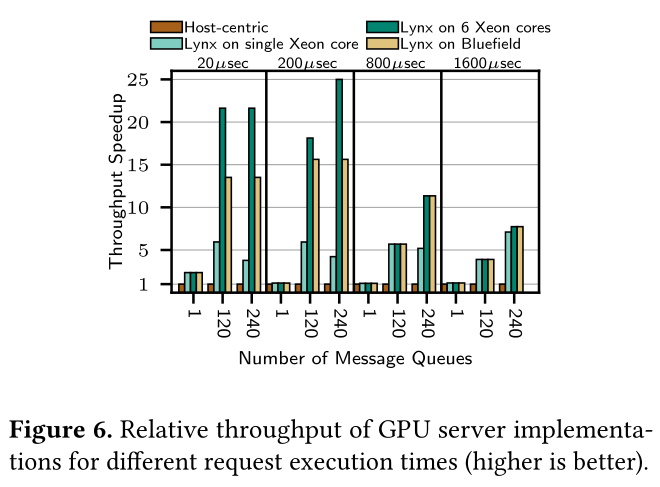 Host-centric
Lynx on 6 Xeon cores
Lynx on single Xeon core
Lynx on Bluefield
20μsec 200μsec 800μsec 1600μsec
Throughput Speedup
25
20
15
10
5
1
1 120 240 1 120 240 1 120 240 1 120 240
Number of Message Queues
Figure 6. Relative throughput of GPU server implementa-
tions for different request execution times (higher is better).